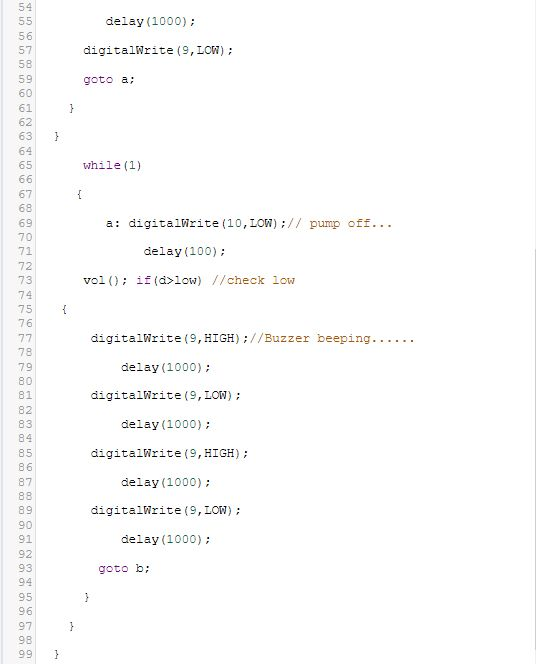 54
55 delay(1000);
56
57 digitalWrite(9,LOW);
58
59 goto a;
60
61 }
62
63 }
64
65 while(1)
66
67 {
68
69 a: digitalWrite(10,LOW);// pump off...
70
71 delay(100);
72
73 vol(); if(d>low) //check low
74
75 {
76
77 digitalWrite(9,HIGH);//Buzzer beeping......
78
79 delay(1000);
80
81 digitalWrite(9,LOW);
82
83 delay(1000);
84
85 digitalWrite(9,HIGH);
86
87 delay(1000);
88
89 digitalWrite(9,LOW);
90
91 delay(1000);
92
93 goto b;
94
95 }
96
97 }
98
99 }